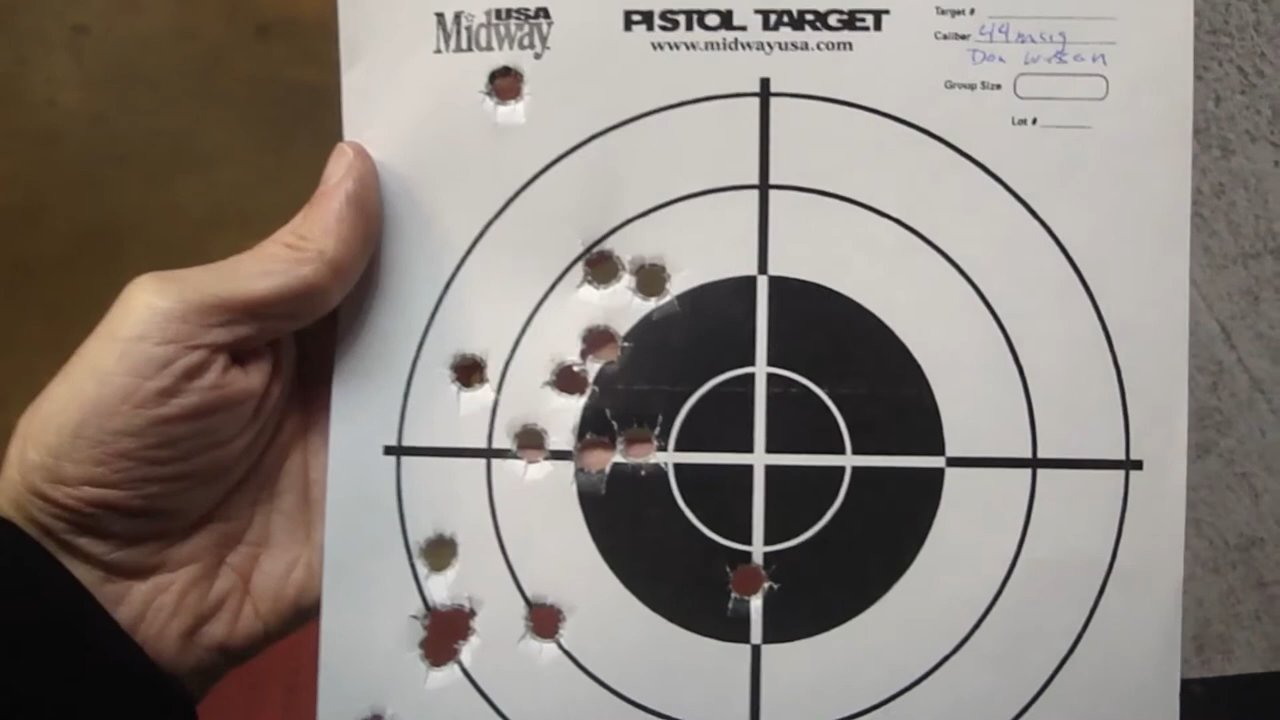 Midway USA
PISTOL TARGET
www.midwayusa.com
Target #
Caliber 44 mag
Dan Wesson
Group Size
Lot #